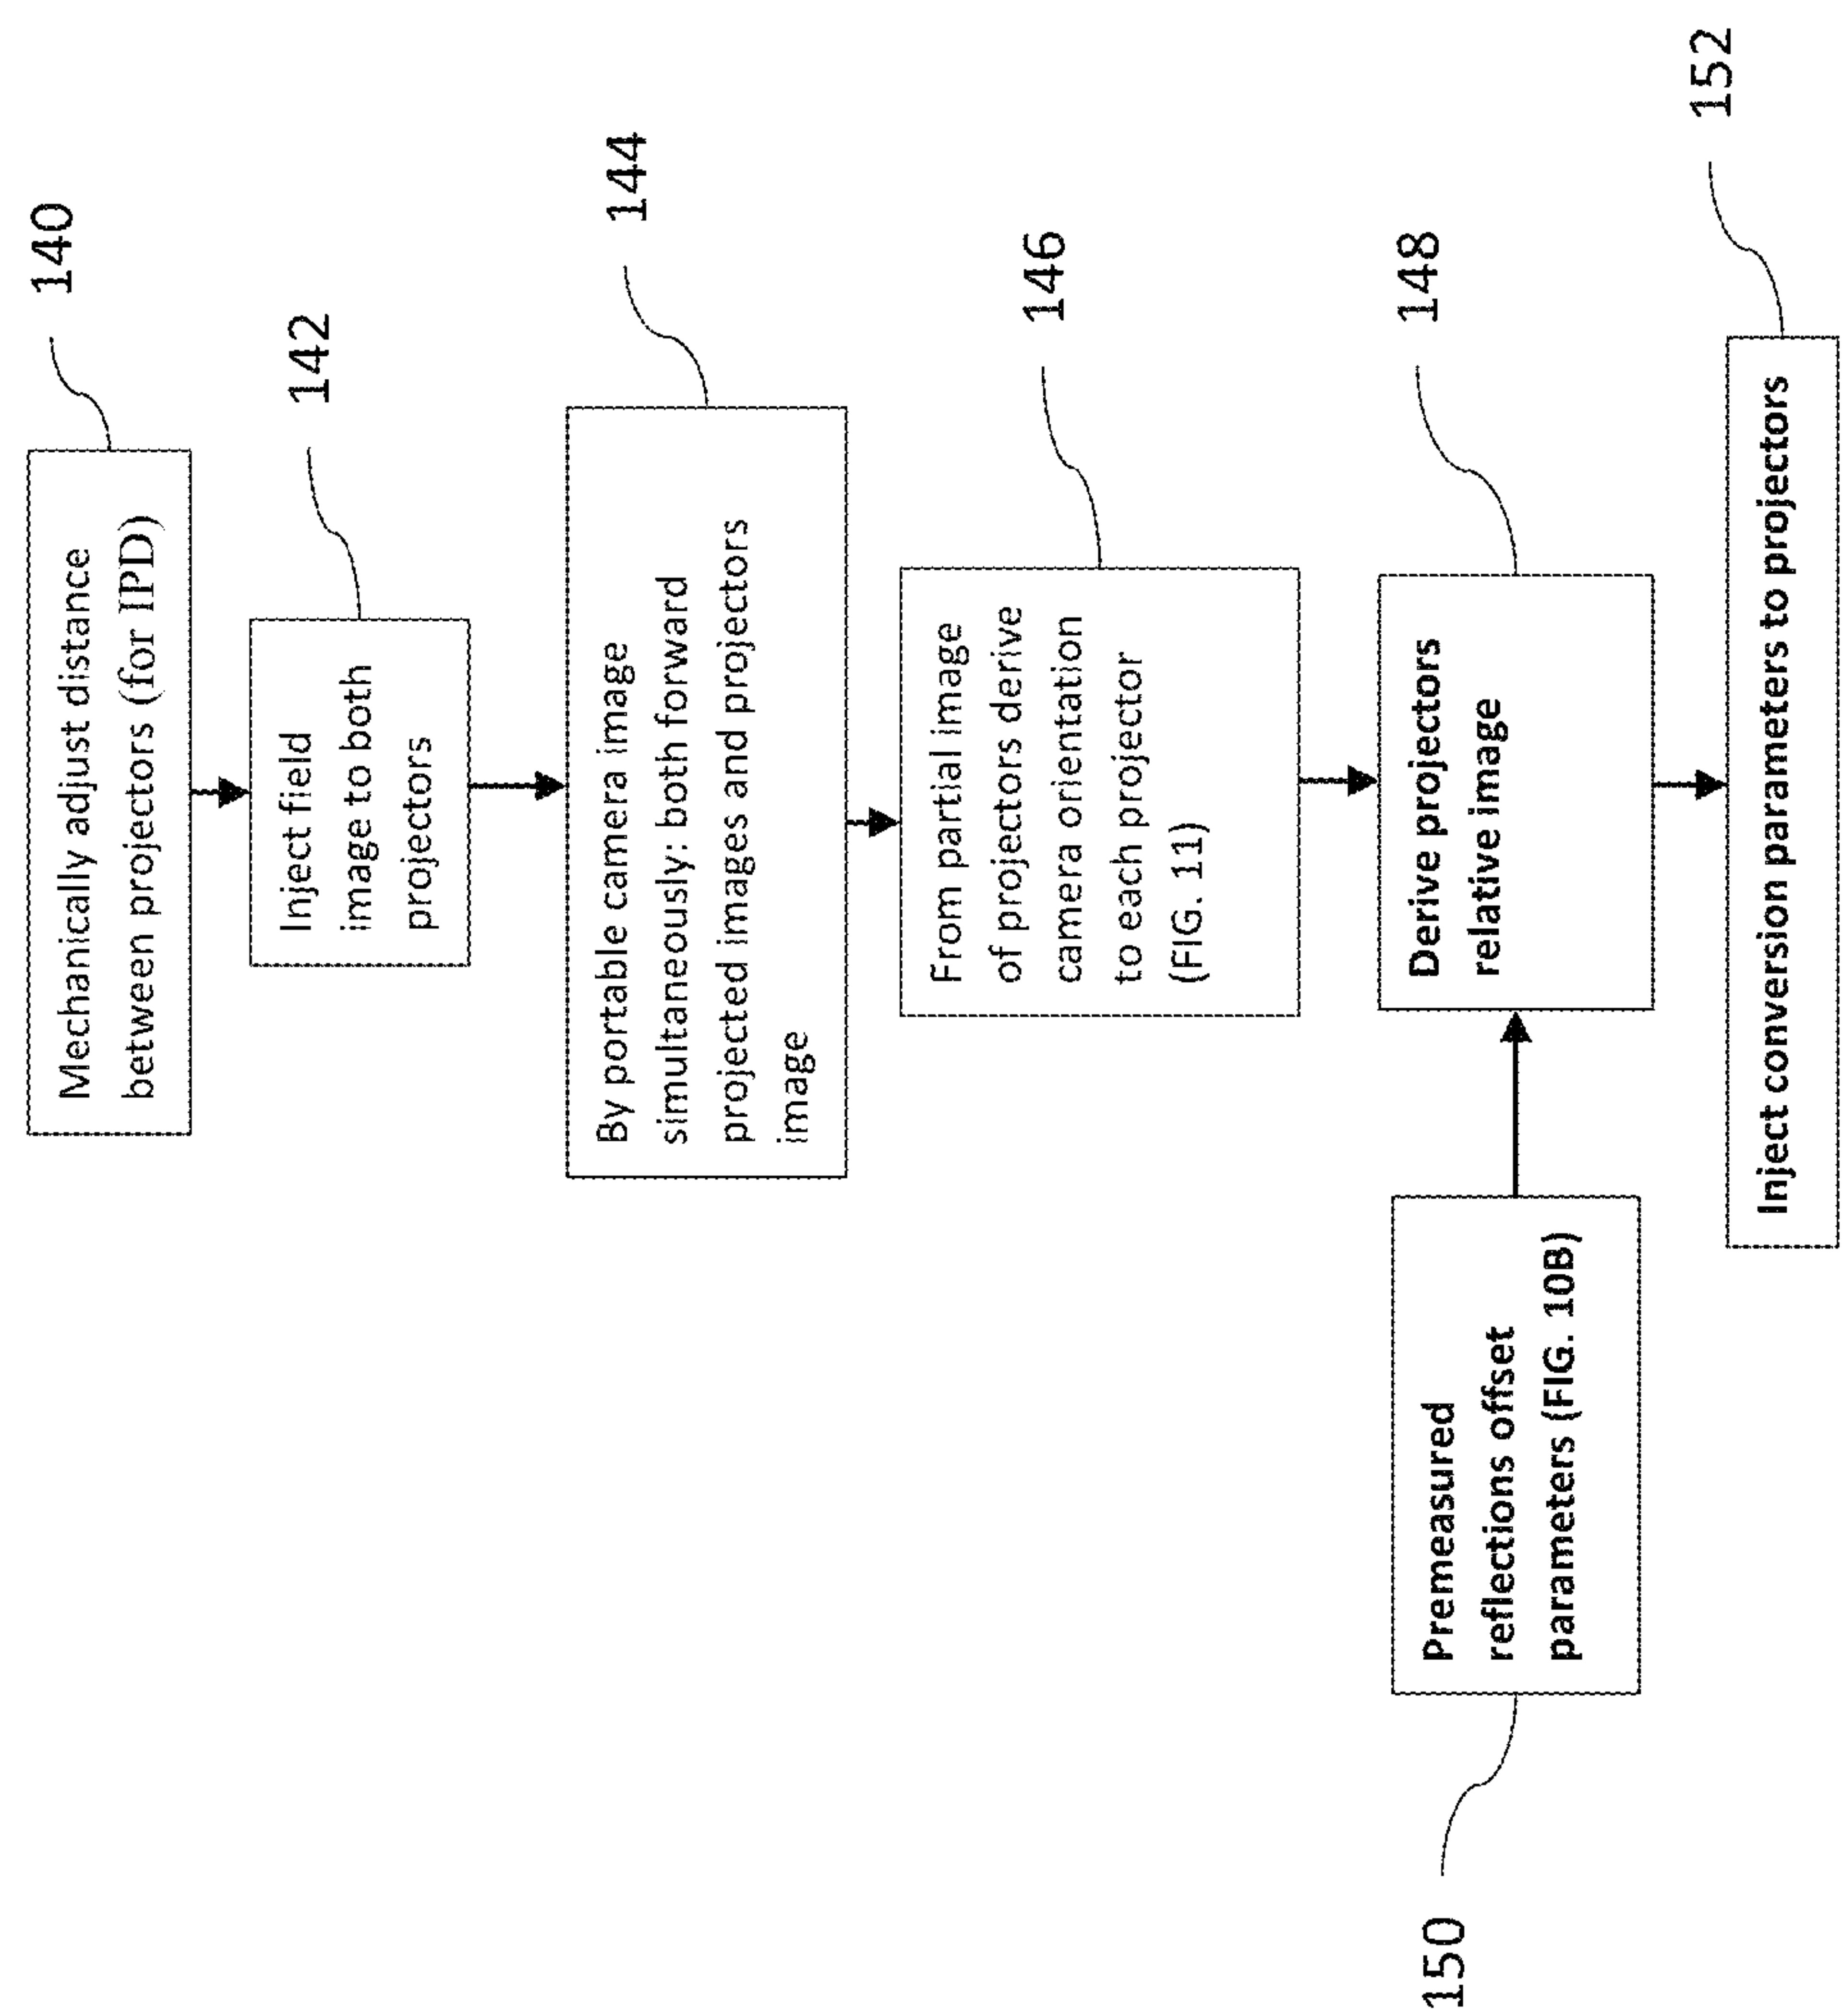 Mechanically adjust distance
between projectors (for IPD)
140
Inject field
image to both
projectors
142
By portable camera image
simultaneously: both forward
projected images and projectors
image
144
From partial image
of projectors derive
camera orientation
to each projector
(FIG. 11)
146
Derive projectors
relative image
148
Premeasured
reflections offset
parameters (FIG. 10B)
150
Inject conversion parameters to projectors
152